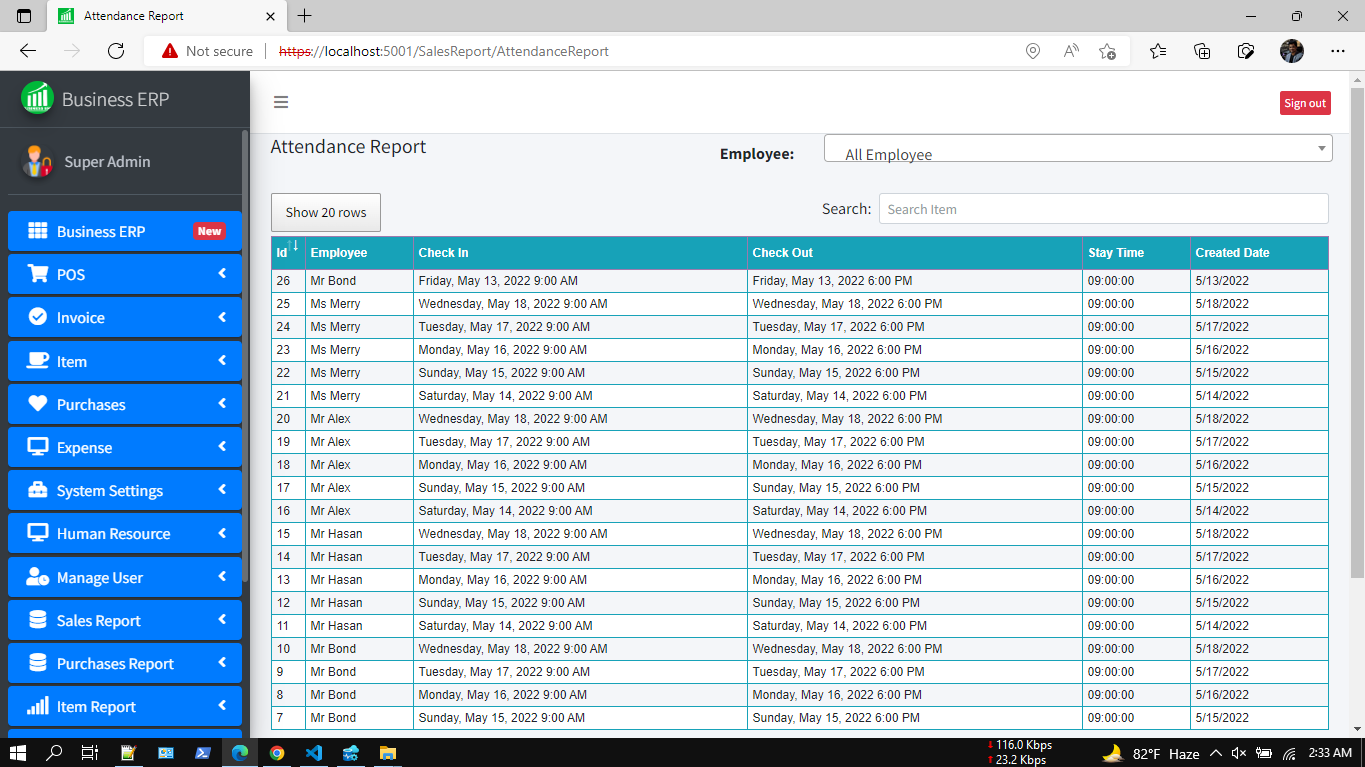 Attendance Report
Not secure https://localhost:5001/SalesReport/AttendanceReport
Business ERP
Sign out
Super Admin
Attendance Report
Employee: All Employee
Show 20 rows
Search: Search Item
Business ERP New
POS
Invoice
Item
Purchases
Expense
System Settings
Human Resource
Manage User
Sales Report
Purchases Report
Item Report
Id Employee Check In Check Out Stay Time Created Date
26 Mr Bond Friday, May 13, 2022 9:00 AM Friday, May 13, 2022 6:00 PM 09:00:00 5/13/2022
25 Ms Merry Wednesday, May 18, 2022 9:00 AM Wednesday, May 18, 2022 6:00 PM 09:00:00 5/18/2022
24 Ms Merry Tuesday, May 17, 2022 9:00 AM Tuesday, May 17, 2022 6:00 PM 09:00:00 5/17/2022
23 Ms Merry Monday, May 16, 2022 9:00 AM Monday, May 16, 2022 6:00 PM 09:00:00 5/16/2022
22 Ms Merry Sunday, May 15, 2022 9:00 AM Sunday, May 15, 2022 6:00 PM 09:00:00 5/15/2022
21 Ms Merry Saturday, May 14, 2022 9:00 AM Saturday, May 14, 2022 6:00 PM 09:00:00 5/14/2022
20 Mr Alex Wednesday, May 18, 2022 9:00 AM Wednesday, May 18, 2022 6:00 PM 09:00:00 5/18/2022
19 Mr Alex Tuesday, May 17, 2022 9:00 AM Tuesday, May 17, 2022 6:00 PM 09:00:00 5/17/2022
18 Mr Alex Monday, May 16, 2022 9:00 AM Monday, May 16, 2022 6:00 PM 09:00:00 5/16/2022
17 Mr Alex Sunday, May 15, 2022 9:00 AM Sunday, May 15, 2022 6:00 PM 09:00:00 5/15/2022
16 Mr Alex Saturday, May 14, 2022 9:00 AM Saturday, May 14, 2022 6:00 PM 09:00:00 5/14/2022
15 Mr Hasan Wednesday, May 18, 2022 9:00 AM Wednesday, May 18, 2022 6:00 PM 09:00:00 5/18/2022
14 Mr Hasan Tuesday, May 17, 2022 9:00 AM Tuesday, May 17, 2022 6:00 PM 09:00:00 5/17/2022
13 Mr Hasan Monday, May 16, 2022 9:00 AM Monday, May 16, 2022 6:00 PM 09:00:00 5/16/2022
12 Mr Hasan Sunday, May 15, 2022 9:00 AM Sunday, May 15, 2022 6:00 PM 09:00:00 5/15/2022
11 Mr Hasan Saturday, May 14, 2022 9:00 AM Saturday, May 14, 2022 6:00 PM 09:00:00 5/14/2022
10 Mr Bond Wednesday, May 18, 2022 9:00 AM Wednesday, May 18, 2022 6:00 PM 09:00:00 5/18/2022
9 Mr Bond Tuesday, May 17, 2022 9:00 AM Tuesday, May 17, 2022 6:00 PM 09:00:00 5/17/2022
8 Mr Bond Monday, May 16, 2022 9:00 AM Monday, May 16, 2022 6:00 PM 09:00:00 5/16/2022
7 Mr Bond Sunday, May 15, 2022 9:00 AM Sunday, May 15, 2022 6:00 PM 09:00:00 5/15/2022
116.0 Kbps
23.2 Kbps
82°F Haze
2:33 AM